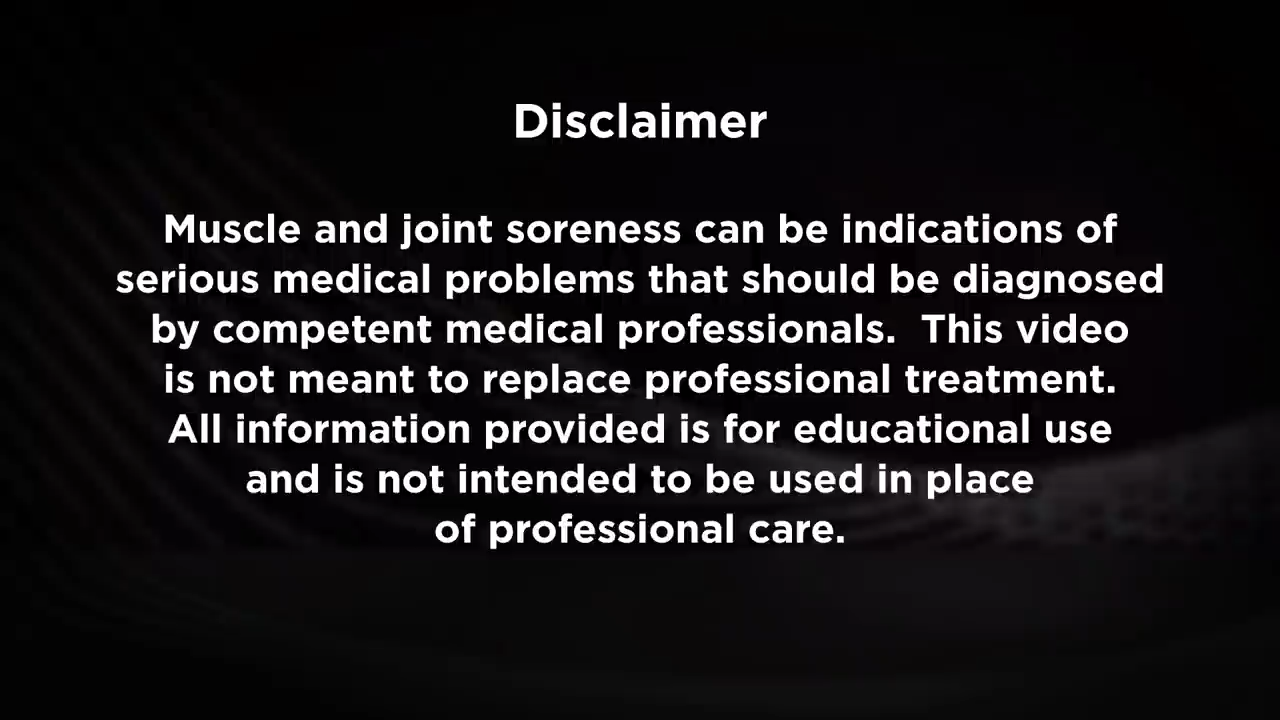 Disclaimer
Muscle and joint soreness can be indications of
serious medical problems that should be diagnosed
by competent medical professionals.  This video
is not meant to replace professional treatment.
All information provided is for educational use
and is not intended to be used in place
of professional care.